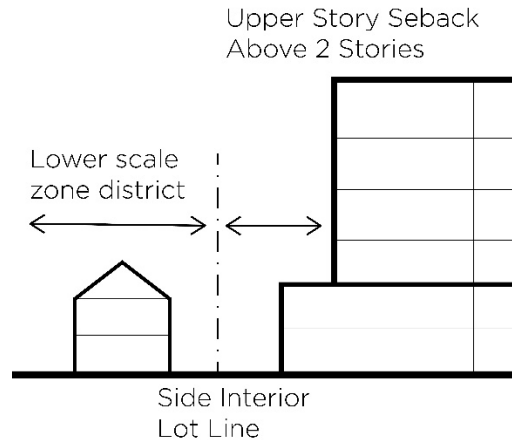 Upper Story Seback
Above 2 Stories
Lower scale
zone district
Side Interior
Lot Line